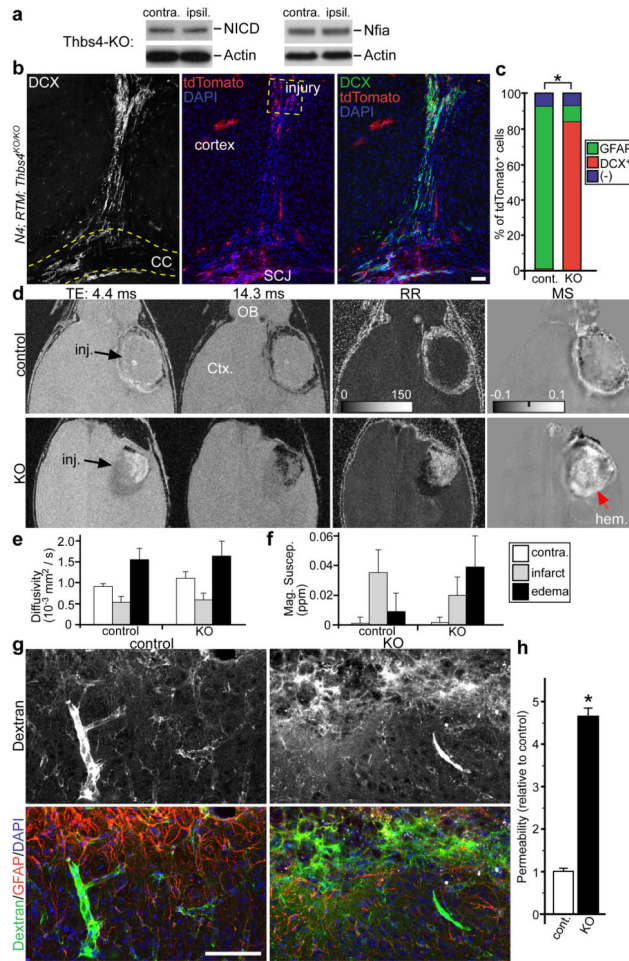 a
Thbs4-KO:
contra. ipsil.
NICD
Actin
contra. ipsil.
Nfia
Actin
b
N4; RTM; Thbs4KO/KO
DCX
CC
tdTomato
DAPI
injury
cortex
SCJ
DCX
tdTomato
DAPI
c
% of tdTomato+ cells
100
80
60
40
20
0
*
cont. KO
GFAP
DCX+
(-)
d
TE: 4.4 ms 14.3 ms RR MS
control
inj.
OB
Ctx.
0 150
-0.1 0.1
KO
inj.
hem.
e
Diffusivity
(10-3 mm2 / s)
2.0
1.5
1.0
0.5
0
control KO
f
Mag. Suscep.
(ppm)
0.06
0.04
0.02
0
control KO
contra.
infarct
edema
g
control KO
Dextran
Dextran/GFAP/DAPI
h
Permeability (relative to control)
5
4
3
2
1
0
*
cont. KO